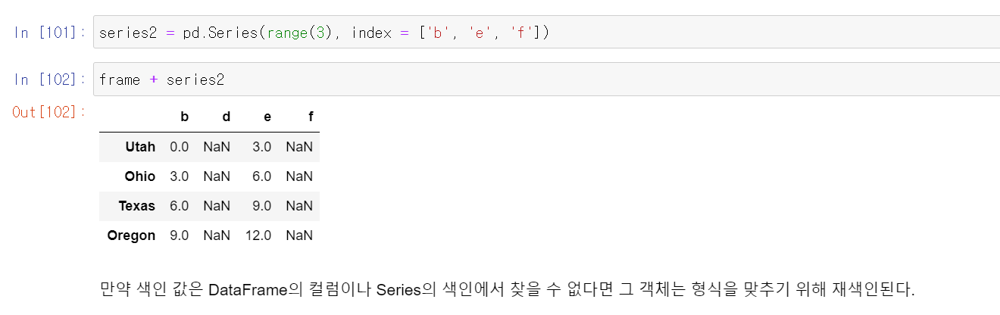 In [101]: series2 = pd.Series(range(3), index = ['b', 'e', 'f'])
In [102]: frame + series2
Out[102]:
b d e f
Utah 0.0 NaN 3.0 NaN
Ohio 3.0 NaN 6.0 NaN
Texas 6.0 NaN 9.0 NaN
Oregon 9.0 NaN 12.0 NaN
만약 색인 값은 DataFrame의 컬럼이나 Series의 색인에서 찾을 수 없다면 그 객체는 형식을 맞추기 위해 재색인된다.